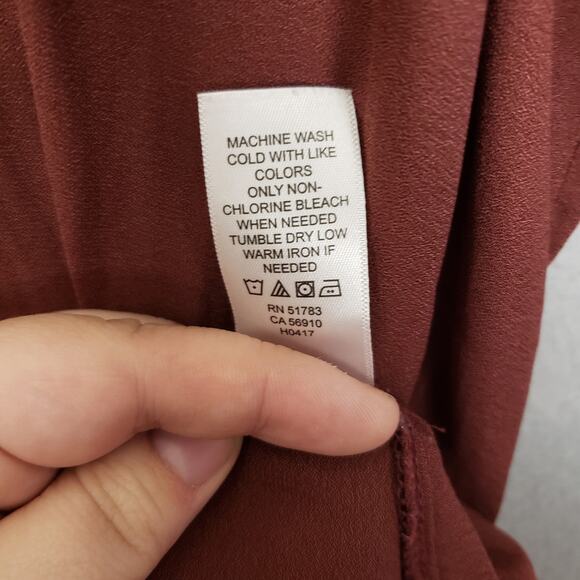 MACHINE WASH
COLD WITH LIKE
COLORS
ONLY NON-
CHLORINE BLEACH
WHEN NEEDED
TUMBLE DRY LOW
WARM IRON IF
NEEDED
RN 51783
CA 56910
H0417